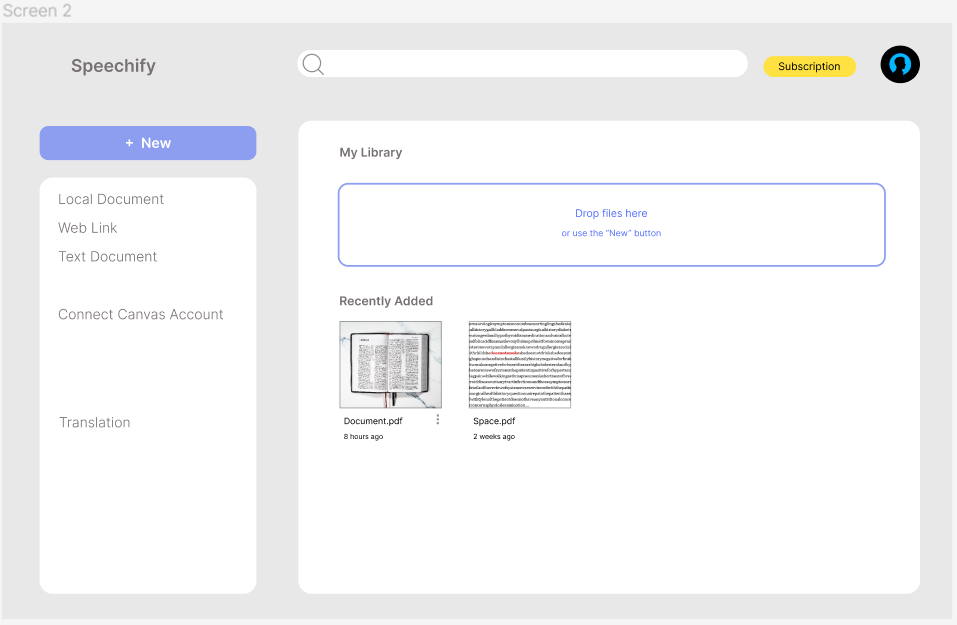 Screen 2
Speechify
Subscription
+ New
Local Document
Web Link
Text Document
Connect Canvas Account
Translation
My Library
Drop files here
or use the “New” button
Recently Added
Document.pdf
8 hours ago
Space.pdf
2 weeks ago